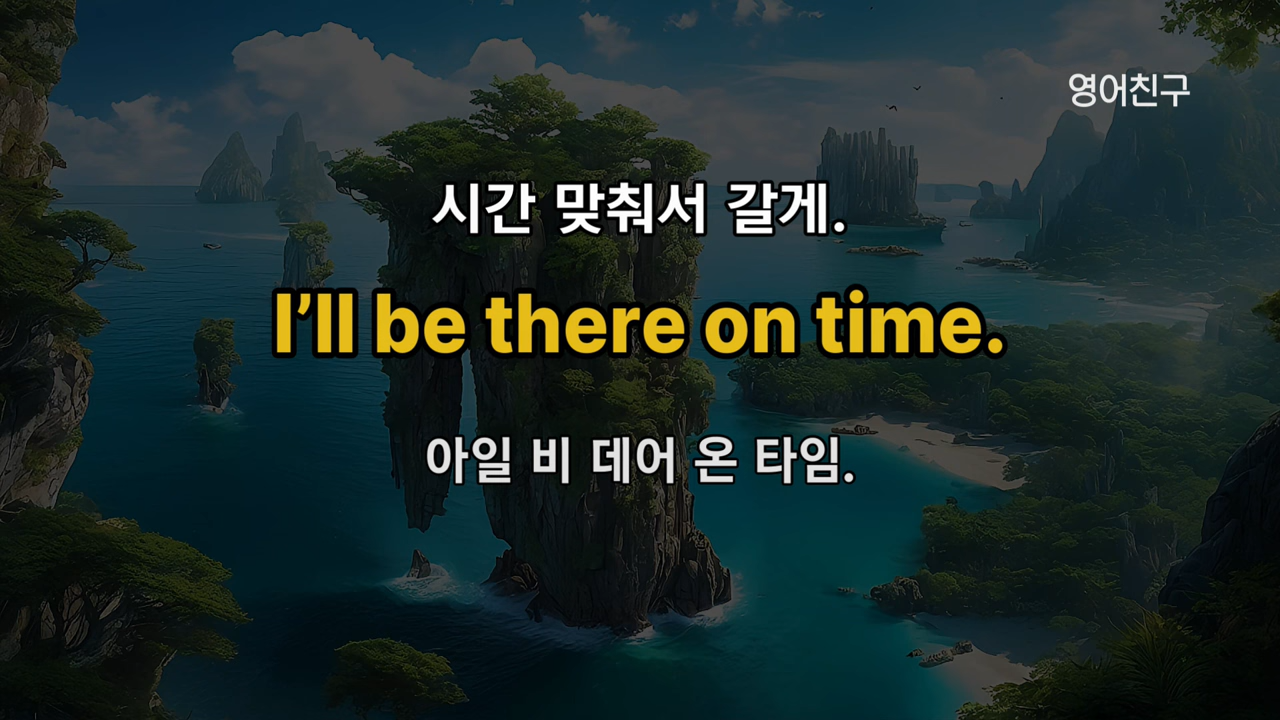 영어친구
시간 맞춰서 갈게.
I’ll be there on time.
아일 비 데어 온 타임.